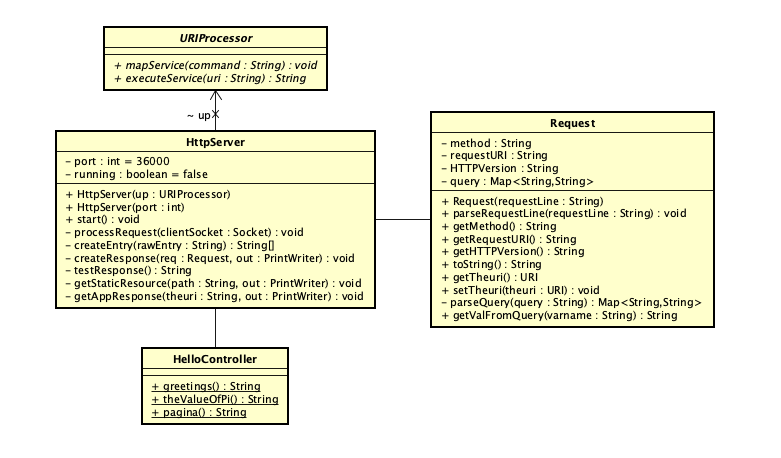 URIProcessor
+ mapService(command : String) : void
+ executeService(uri : String) : String
~ up
HttpServer
– port : int = 36000
– running : boolean = false
+ HttpServer(up : URIProcessor)
+ HttpServer(port : int)
+ start() : void
– processRequest(clientSocket : Socket) : void
– createEntry(rawEntry : String) : String[]
– createResponse(req : Request, out : PrintWriter) : void
– testResponse() : String
– getStaticResource(path : String, out : PrintWriter) : void
– getAppResponse(theuri : String, out : PrintWriter) : void
Request
– method : String
– requestURI : String
– HTTPVersion : String
– query : Map<String,String>
+ Request(requestLine : String)
+ parseRequestLine(requestLine : String) : void
+ getMethod() : String
+ getRequestURI() : String
+ getHTTPVersion() : String
+ toString() : String
+ getTheuri() : URI
+ setTheuri(theuri : URI) : void
– parseQuery(query : String) : Map<String,String>
+ getValFromQuery(varname : String) : String
HelloController
+ greetings() : String
+ theValueOfPi() : String
+ pagina() : String